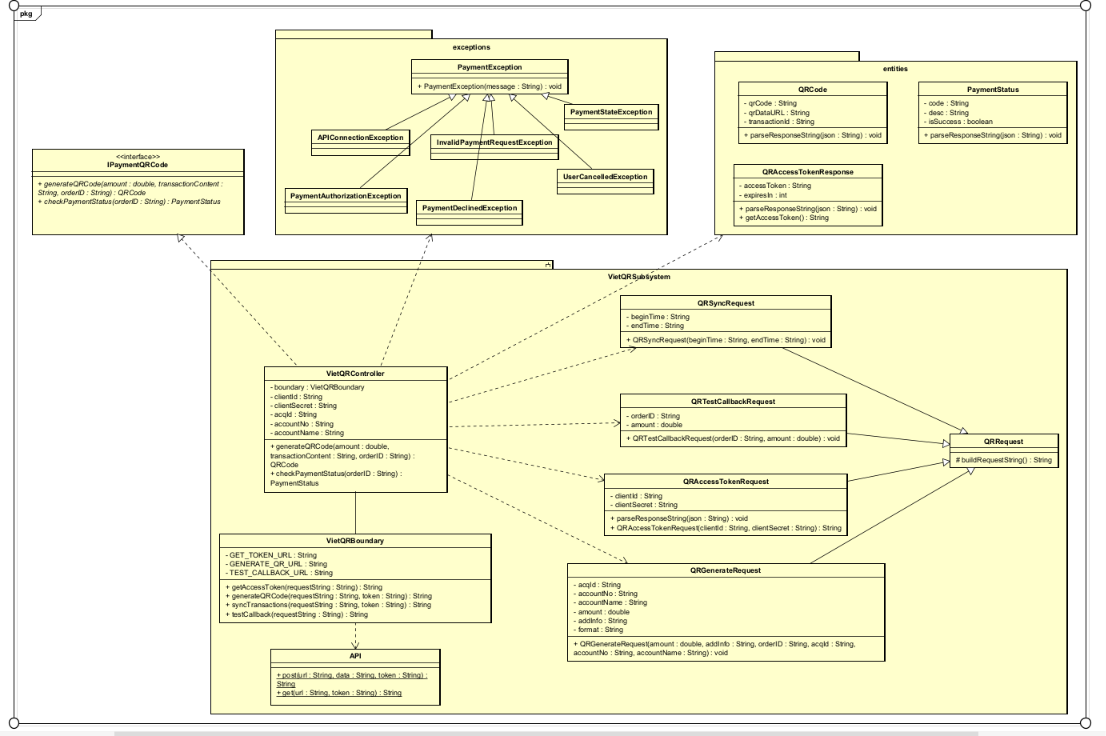 pkg
exceptions
PaymentException
+ PaymentException(message : String) : void
APIConnectionException
InvalidPaymentRequestException
PaymentStateException
UserCancelledException
PaymentAuthorizationException
PaymentDeclinedException
entities
QRCode
- qrCode : String
- qrDataURL : String
- transactionId : String
+ parseResponseString(json : String) : void
PaymentStatus
- code : String
- desc : String
- isSuccess : boolean
+ parseResponseString(json : String) : void
QRAccessTokenResponse
- accessToken : String
- expiresIn : int
+ parseResponseString(json : String) : void
+ getAccessToken() : String
<<interface>>
IPaymentQRCode
+ generateQRCode(amount : double, transactionContent :
String, orderID : String) : QRCode
+ checkPaymentStatus(orderID : String) : PaymentStatus
VietQRSubsystem
QRSyncRequest
- beginTime : String
- endTime : String
+ QRSyncRequest(beginTime : String, endTime : String) : void
VietQRController
- boundary : VietQRBoundary
- clientId : String
- clientSecret : String
- acqId : String
- accountNo : String
- accountName : String
+ generateQRCode(amount : double,
transactionContent : String, orderID : String) :
QRCode
+ checkPaymentStatus(orderID : String) :
PaymentStatus
QRTestCallbackRequest
- orderID : String
- amount : double
+ QRTestCallbackRequest(orderID : String, amount : double) : void
QRRequest
# buildRequestString() : String
QRAccessTokenRequest
- clientId : String
- clientSecret : String
+ parseResponseString(json : String) : void
+ QRAccessTokenRequest(clientId : String, clientSecret : String) : String
VietQRBoundary
- GET_TOKEN_URL : String
- GENERATE_QR_URL : String
- TEST_CALLBACK_URL : String
+ getAccessToken(requestString : String) : String
+ generateQRCode(requestString : String, token : String) : String
+ syncTransactions(requestString : String, token : String) : String
+ testCallback(requestString : String) : String
QRGenerateRequest
- acqId : String
- accountNo : String
- accountName : String
- amount : double
- addInfo : String
- format : String
+ QRGenerateRequest(amount : double, addInfo : String, orderID : String, acqId : String,
accountNo : String, accountName : String) : void
API
+ post(url : String, data : String, token : String) :
String
+ get(url : String, token : String) : String